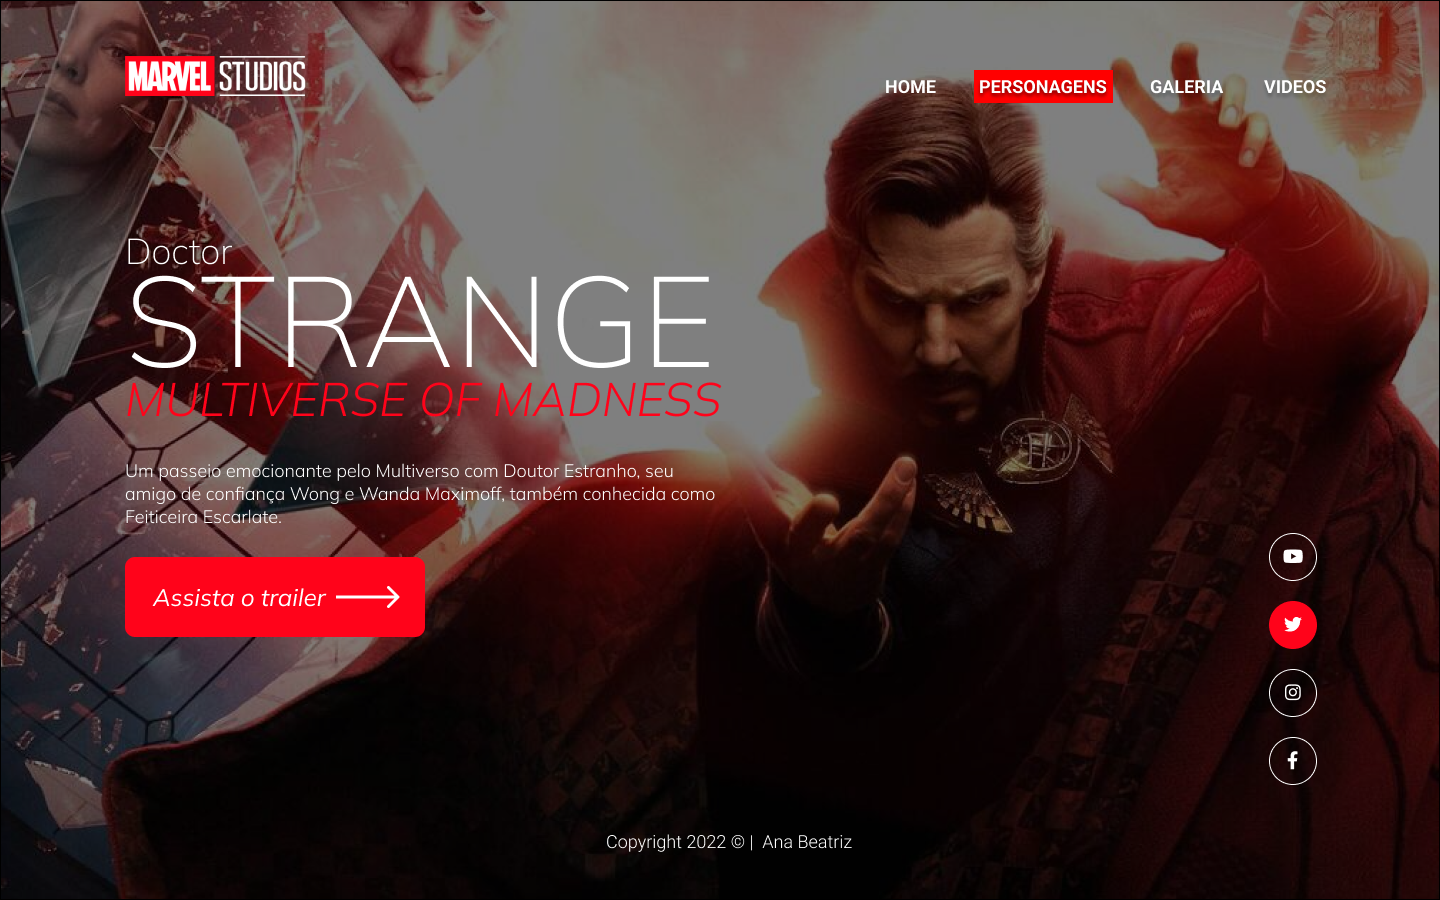 MARVEL STUDIOS
HOME PERSONAGENS GALERIA VIDEOS
Doctor
STRANGE
MULTIVERSE OF MADNESS
Um passeio emocionante pelo Multiverso com Doutor Estranho, seu
amigo de confiança Wong e Wanda Maximoff, também conhecida como
Feiticeira Escarlate.
Assista o trailer
Copyright 2022 © | Ana Beatriz